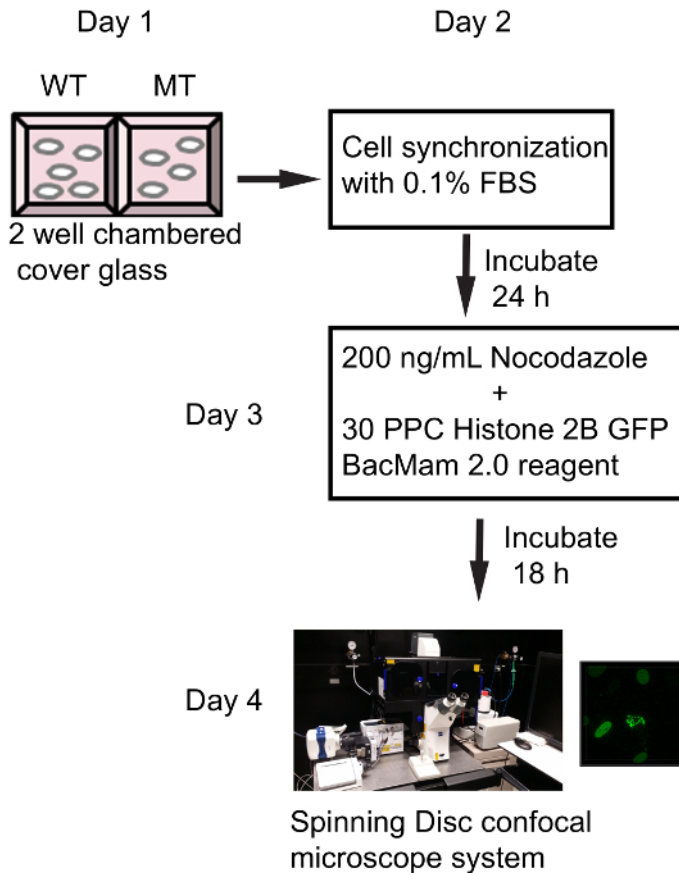 Day 1
Day 2
WT
MT
2 well chambered
cover glass
Cell synchronization
with 0.1% FBS
Incubate
24 h
Day 3
200 ng/mL Nocodazole
+
30 PPC Histone 2B GFP
BacMam 2.0 reagent
Incubate
18 h
Day 4
Spinning Disc confocal
microscope system